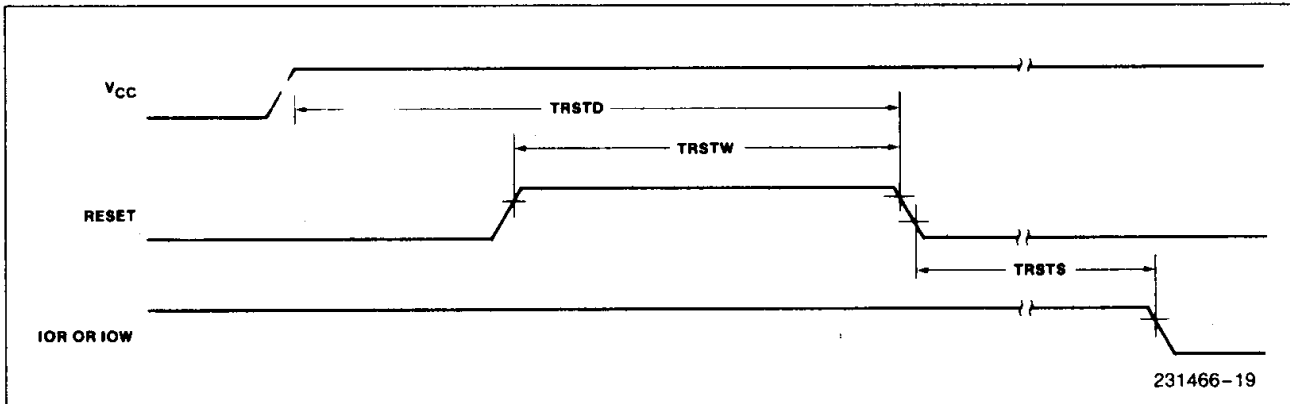 VCC
TRSTD
TRSTW
RESET
TRSTS
IOR OR IOW
231466-19